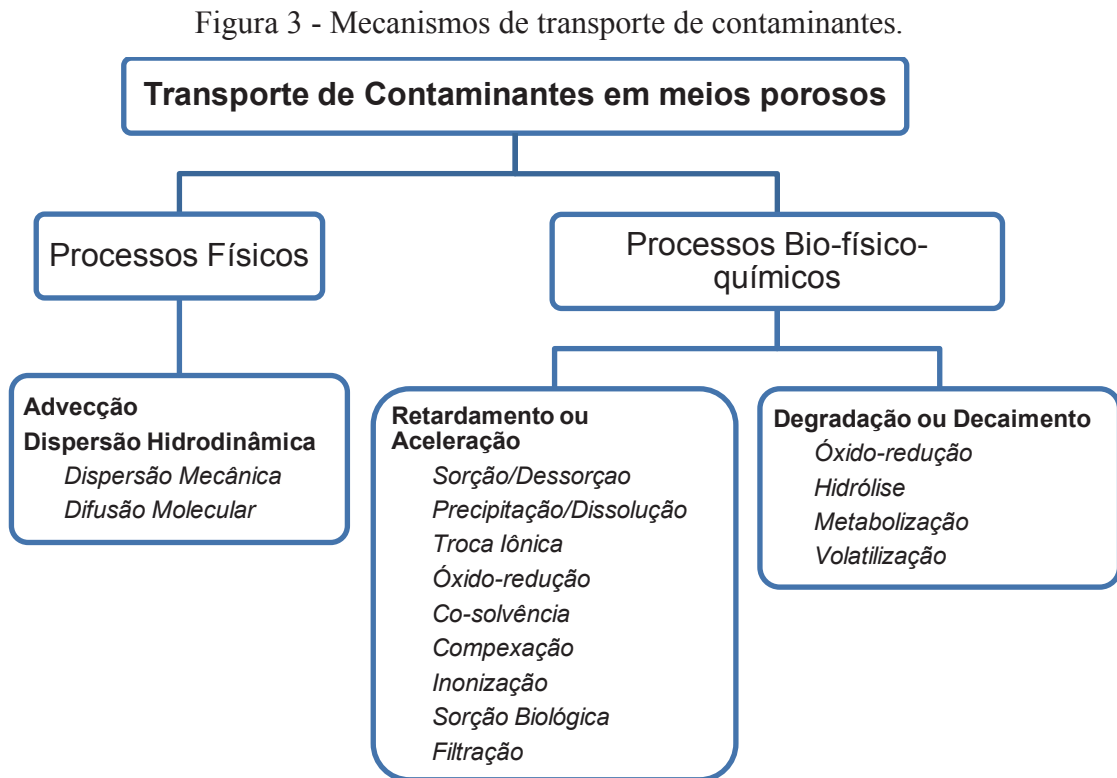 Figura 3 - Mecanismos de transporte de contaminantes.
Transporte de Contaminantes em meios porosos
Processos Físicos
Processos Bio-físico-
químicos
Advecção
Dispersão Hidrodinâmica
Dispersão Mecânica
Difusão Molecular
Retardamento ou
Aceleração
Sorção/Dessorçao
Precipitação/Dissolução
Troca Iônica
Óxido-redução
Co-solvência
Compexação
Inonização
Sorção Biológica
Filtração
Degradação ou Decaimento
Óxido-redução
Hidrólise
Metabolização
Volatilização